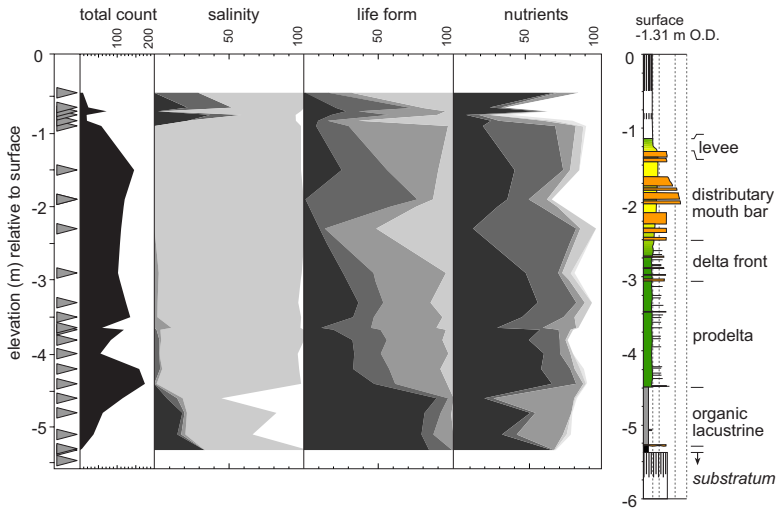 total count salinity life form nutrients surface
-1.31 m O.D.
100 200 50 100 50 100 50 100
0 0
-1 -1
levee
-2 distributary
mouth bar -2
-3 delta front -3
prodelta
-4 -4
organic
lacustrine
-5 -5
substratum
-6
elevation (m) relative to surface